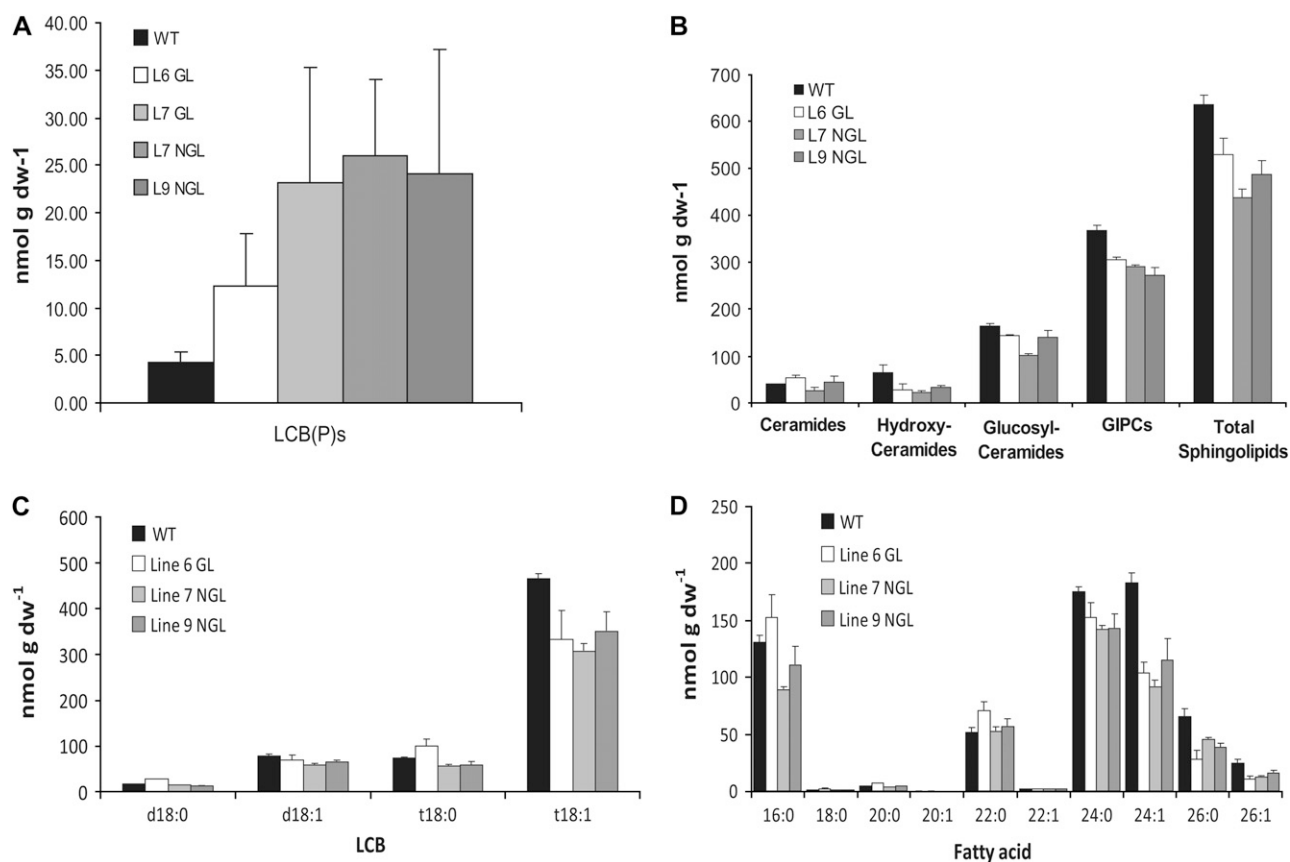 A
nmol g dw-1
40.00
35.00
30.00
25.00
20.00
15.00
10.00
5.00
0.00
WT
L6 GL
L7 GL
L7 NGL
L9 NGL
LCB(P)s
B
nmol g dw-1
700
600
500
400
300
200
100
0
WT
L6 GL
L7 NGL
L9 NGL
Ceramides
Hydroxy-
Ceramides
Glucosyl-
Ceramides
GIPCs
Total
Sphingolipids
C
nmol g dw-1
600
500
400
300
200
100
0
WT
Line 6 GL
Line 7 NGL
Line 9 NGL
d18:0 d18:1 t18:0 t18:1
LCB
D
nmol g dw-1
250
200
150
100
50
0
WT
Line 6 GL
Line 7 NGL
Line 9 NGL
16:0 18:0 20:0 20:1 22:0 22:1 24:0 24:1 26:0 26:1
Fatty acid